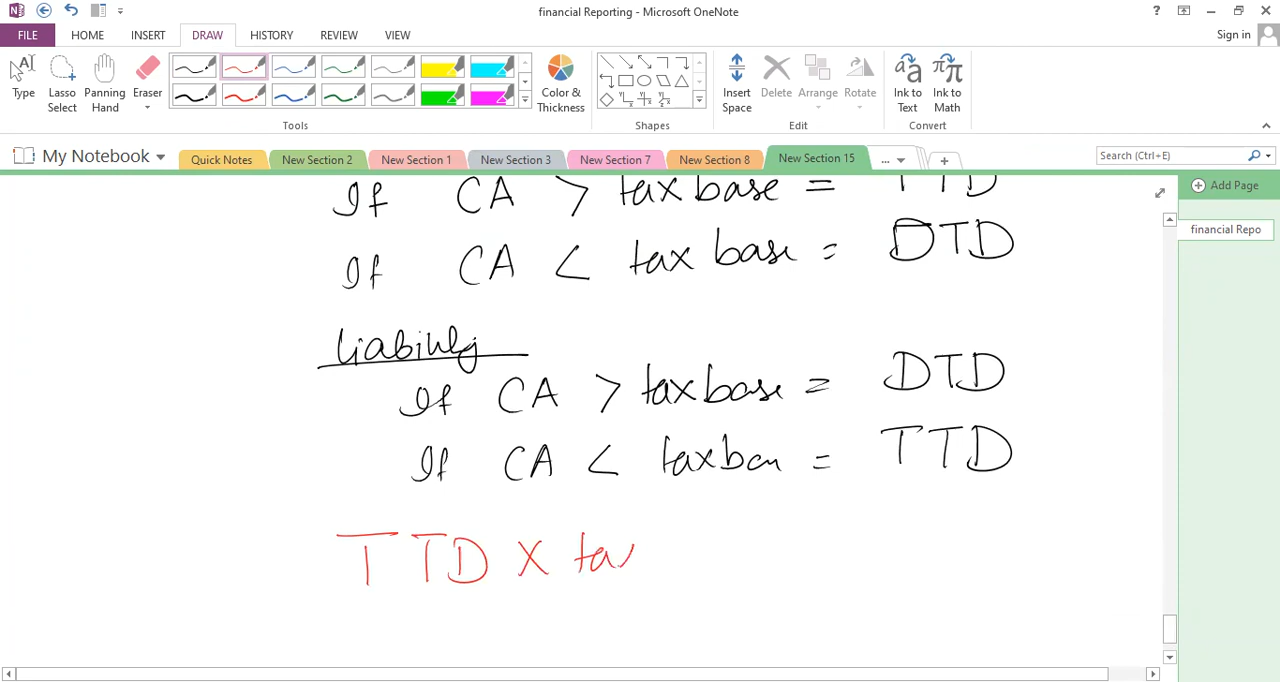 financial Reporting - Microsoft OneNote
Sign in
FILE HOME INSERT DRAW HISTORY REVIEW VIEW
Type
Lasso Select
Panning Hand
Eraser
Color & Thickness
Insert Space
Delete
Arrange
Rotate
Ink to Text
Ink to Math
Tools
Shapes
Edit
Convert
My Notebook
Quick Notes
New Section 2
New Section 1
New Section 3
New Section 7
New Section 8
New Section 15
...
Search (Ctrl+E)
Add Page
financial Repo
If CA > tax base = TTD
If CA < tax base = DTD
Liability
If CA > tax base = DTD
If CA < tax
= TTD
TTD X tax